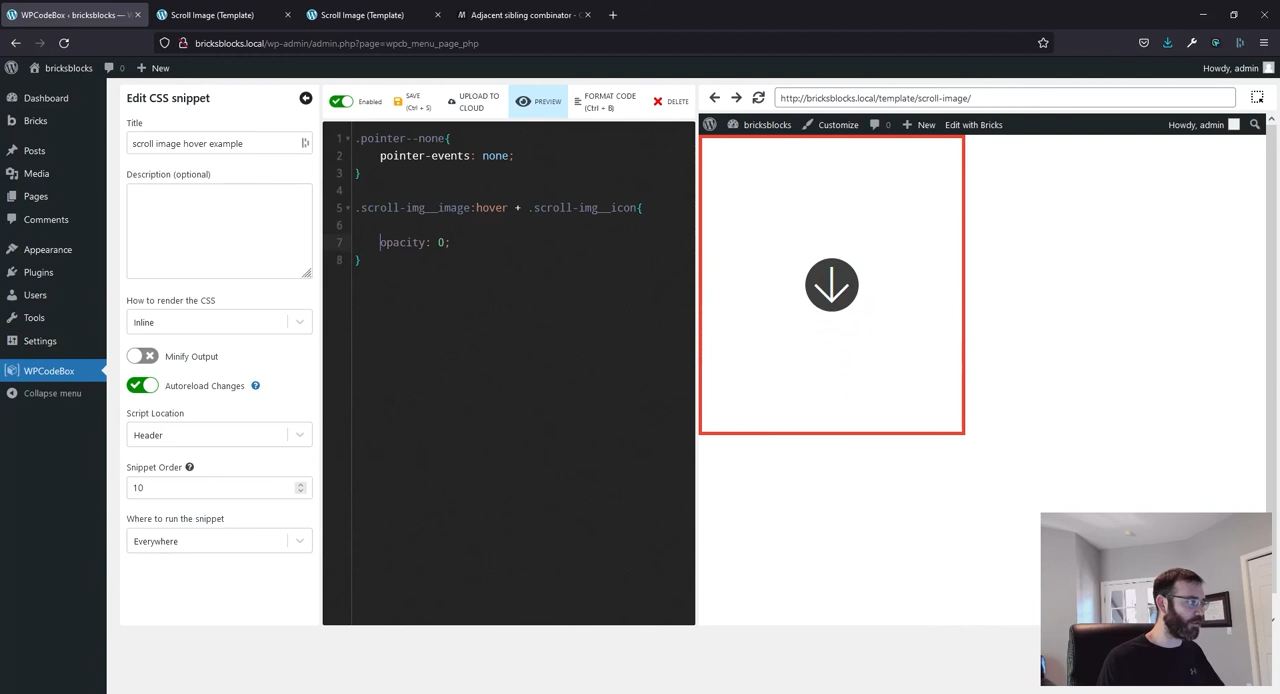 WPCodeBox ‹ bricksblocks — W
Scroll Image (Template)
Scroll Image (Template)
Adjacent sibling combinator - C
bricksblocks.local/wp-admin/admin.php?page=wpcb_menu_page_php
bricksblocks
0
New
Howdy, admin
Dashboard
Bricks
Posts
Media
Pages
Comments
Appearance
Plugins
Users
Tools
Settings
WPCodeBox
Collapse menu
Edit CSS snippet
Title
scroll image hover example
Description (optional)
How to render the CSS
Inline
Minify Output
Autoreload Changes
Script Location
Header
Snippet Order
10
Where to run the snippet
Everywhere
Enabled
SAVE
(Ctrl + S)
UPLOAD TO
CLOUD
PREVIEW
FORMAT CODE
(Ctrl + B)
DELETE
1 .pointer--none{
2 pointer-events: none;
3 }
4
5 .scroll-img__image:hover + .scroll-img__icon{
6
7 opacity: 0;
8 }
http://bricksblocks.local/template/scroll-image/
bricksblocks
Customize
0
New
Edit with Bricks
Howdy, admin